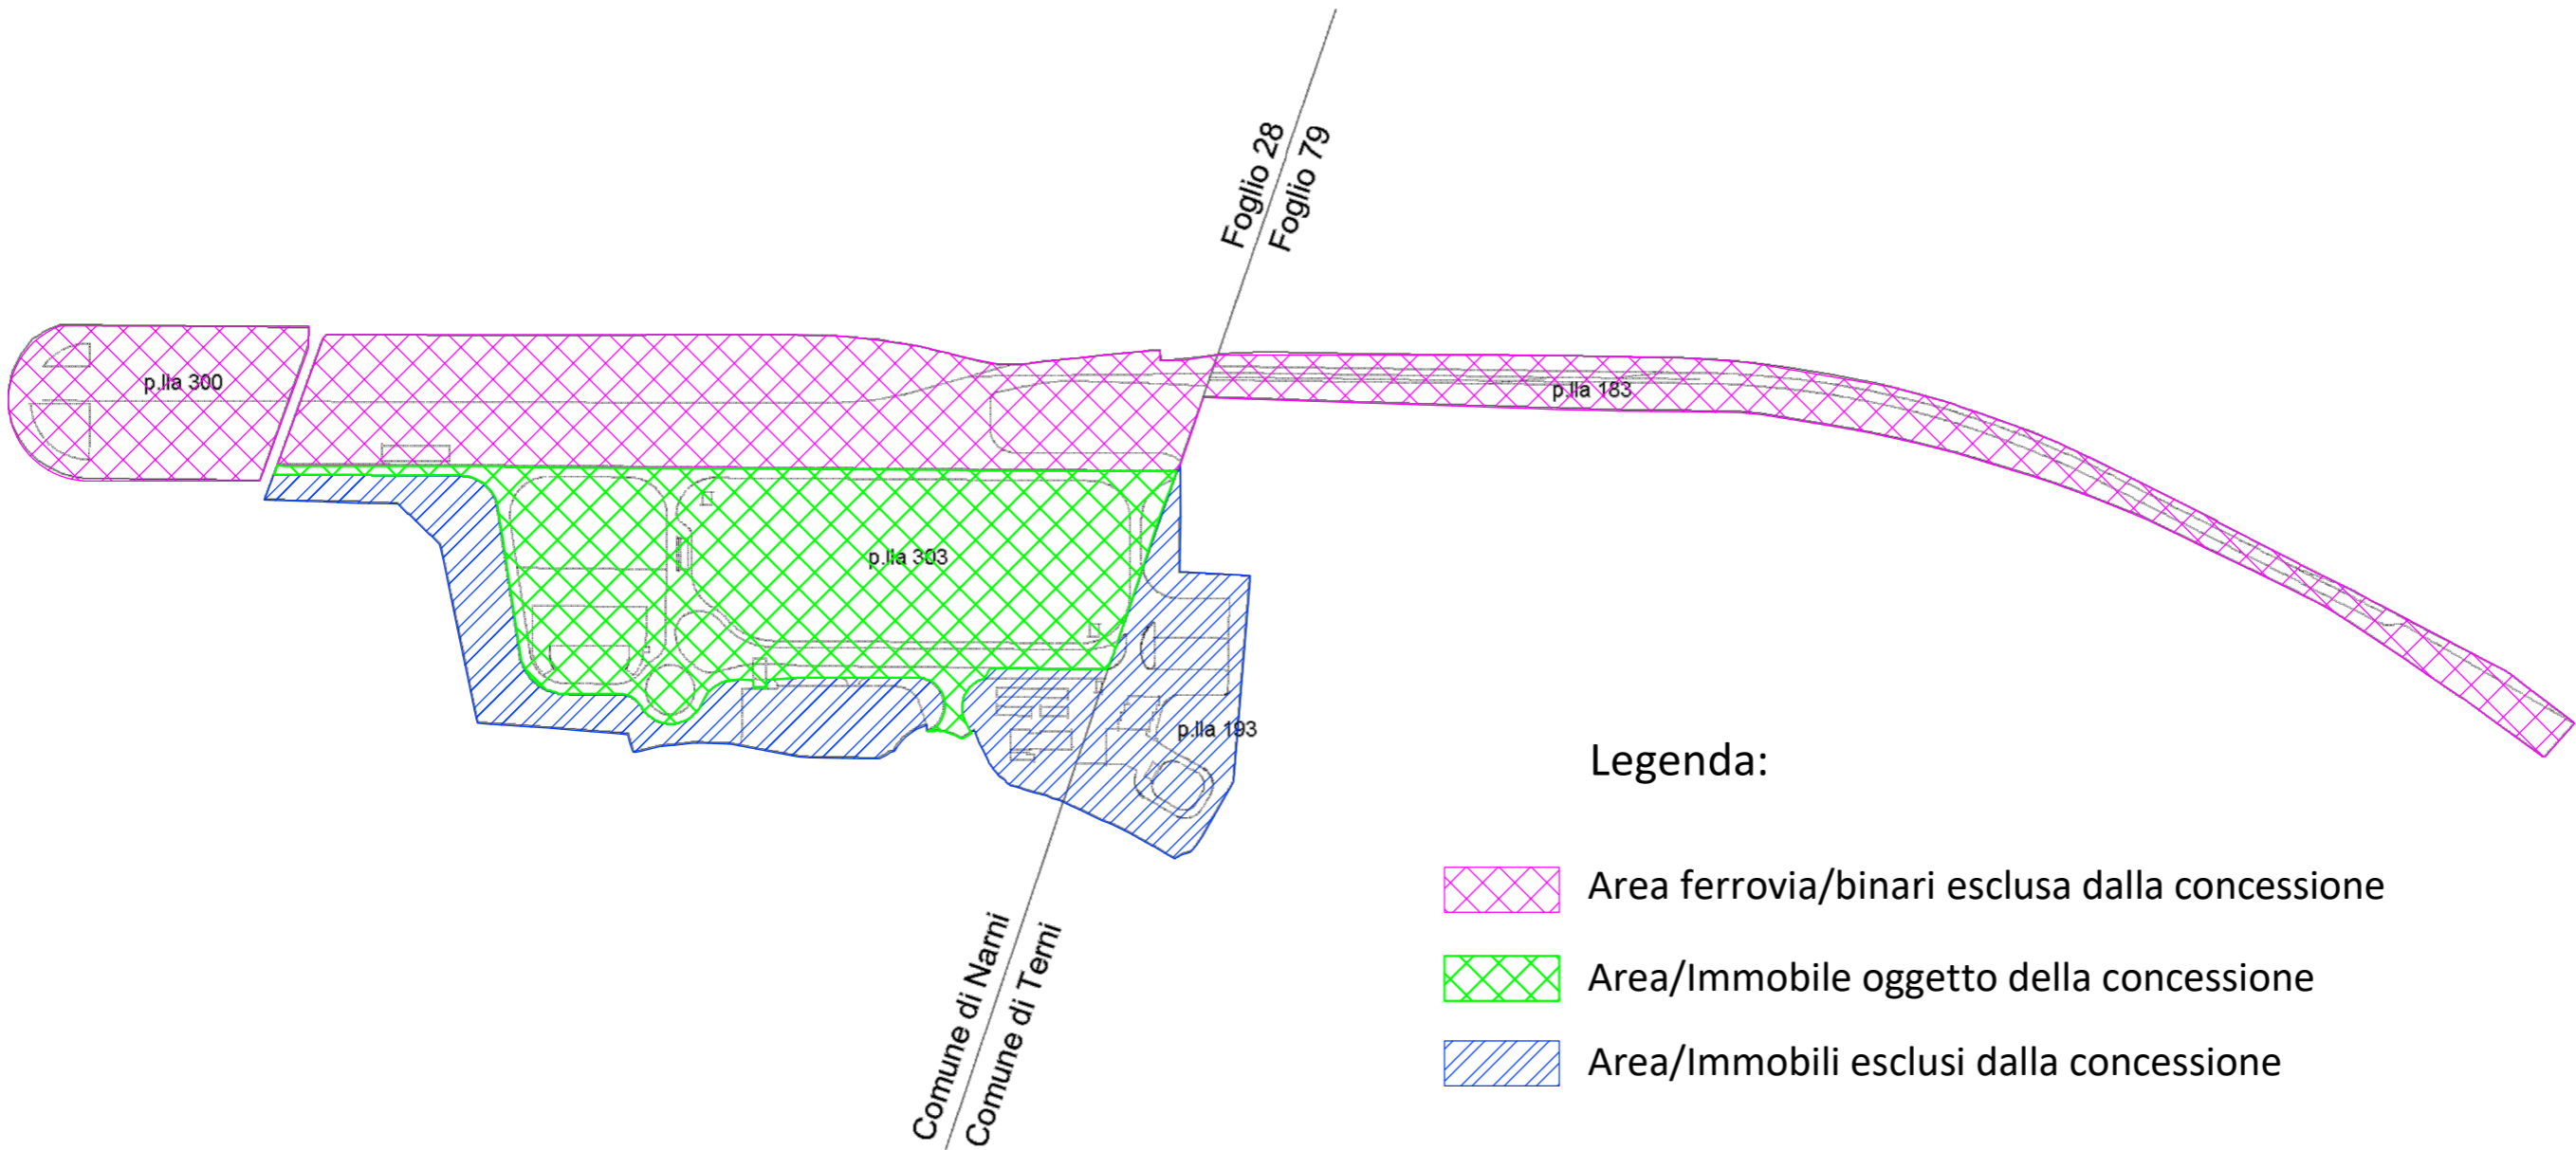 Foglio 28
Foglio 79
p.lla 300
p.lla 183
p.lla 303
p.lla 193
Comune di Narni
Comune di Terni
Legenda:
Area ferrovia/binari esclusa dalla concessione
Area/Immobile oggetto della concessione
Area/Immobili esclusi dalla concessione